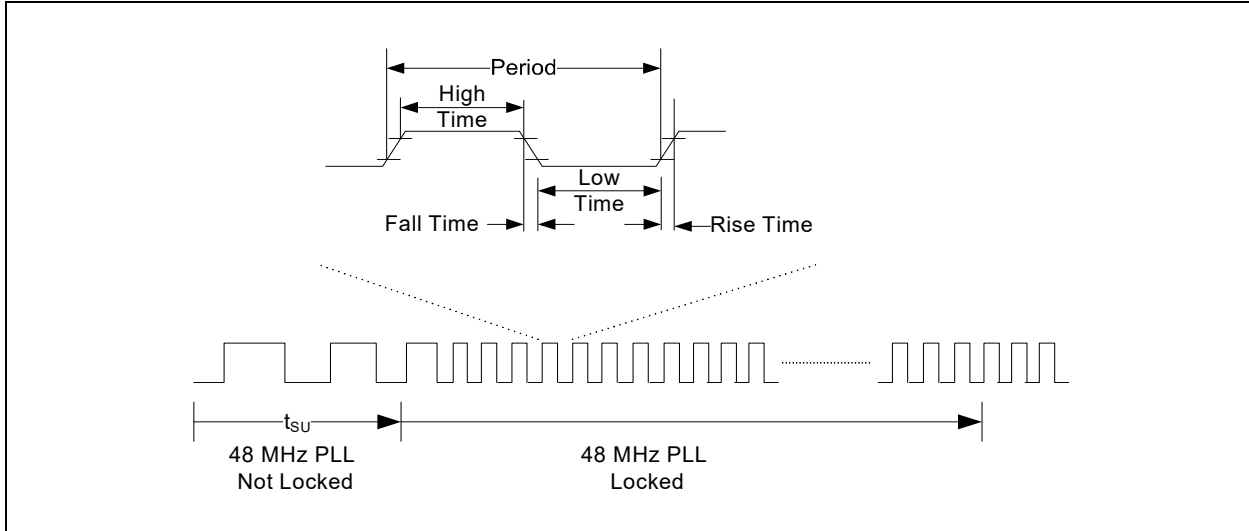 Period
High
Time
Low
Time
Fall Time
Rise Time
tSU
48 MHz PLL
Not Locked
48 MHz PLL
Locked